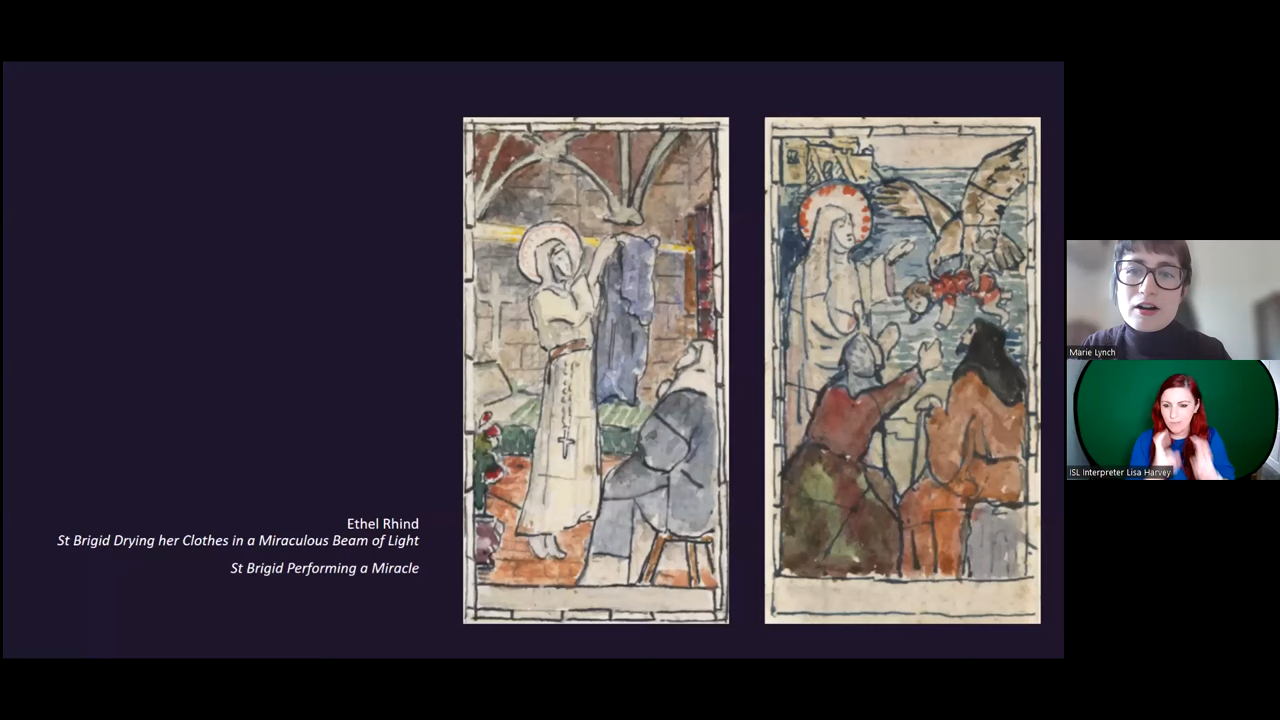 Ethel Rhind
St Brigid Drying her Clothes in a Miraculous Beam of Light
St Brigid Performing a Miracle
Marie Lynch
ISL Interpreter Lisa Harvey